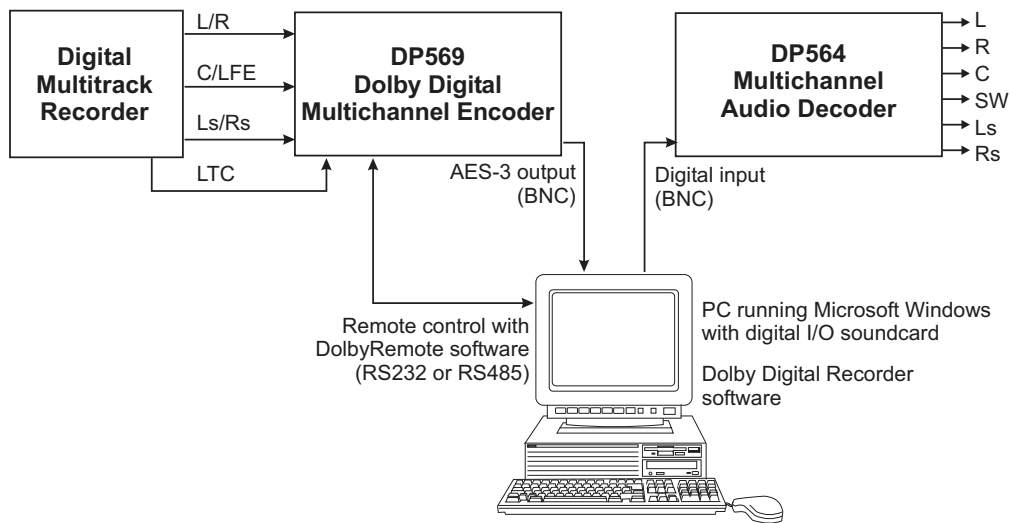 Digital
Multitrack
Recorder
L/R
C/LFE
Ls/Rs
LTC
DP569
Dolby Digital
Multichannel Encoder
DP564
Multichannel
Audio Decoder
L
R
C
SW
Ls
Rs
AES-3 output
(BNC)
Digital input
(BNC)
Remote control with
DolbyRemote software
(RS232 or RS485)
PC running Microsoft Windows
with digital I/O soundcard
Dolby Digital Recorder
software